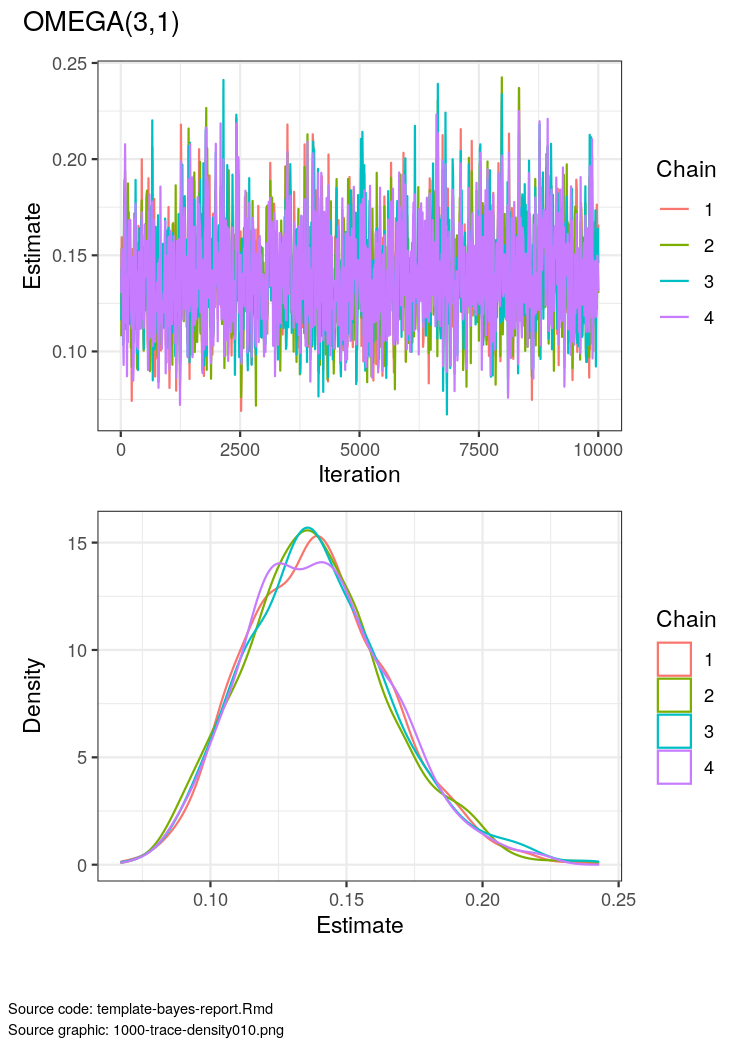 OMEGA(3,1)
0.25
0.20
0.15
0.10
Estimate
0 2500 5000 7500 10000
Iteration
Chain
1
2
3
4
15
10
5
0
Density
0.10 0.15 0.20 0.25
Estimate
Chain
1
2
3
4
Source code: template-bayes-report.Rmd
Source graphic: 1000-trace-density010.png